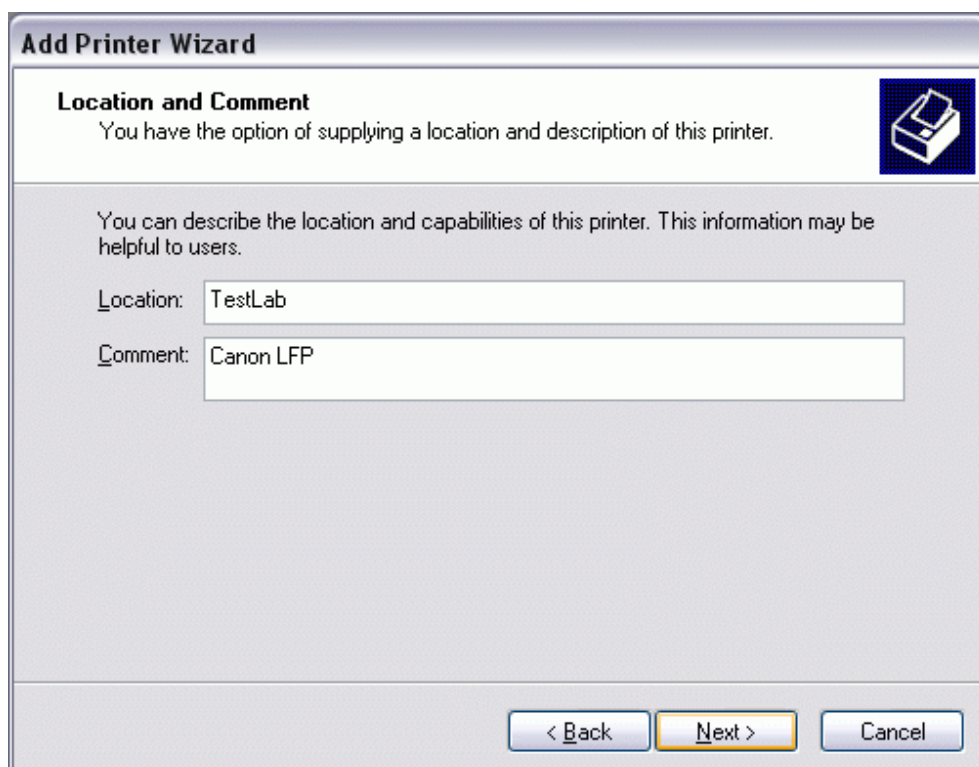 Add Printer Wizard
Location and Comment
You have the option of supplying a location and description of this printer.
You can describe the location and capabilities of this printer. This information may be
helpful to users.
Location: TestLab
Comment: Canon LFP
< Back Next > Cancel